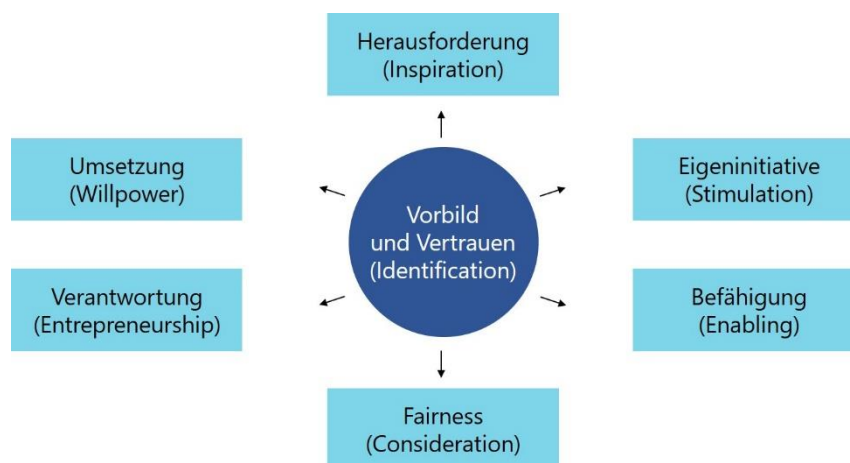 Herausforderung
(Inspiration)
Umsetzung
(Willpower)
Eigeninitiative
(Stimulation)
Vorbild
und Vertrauen
(Identification)
Verantwortung
(Entrepreneurship)
Befähigung
(Enabling)
Fairness
(Consideration)